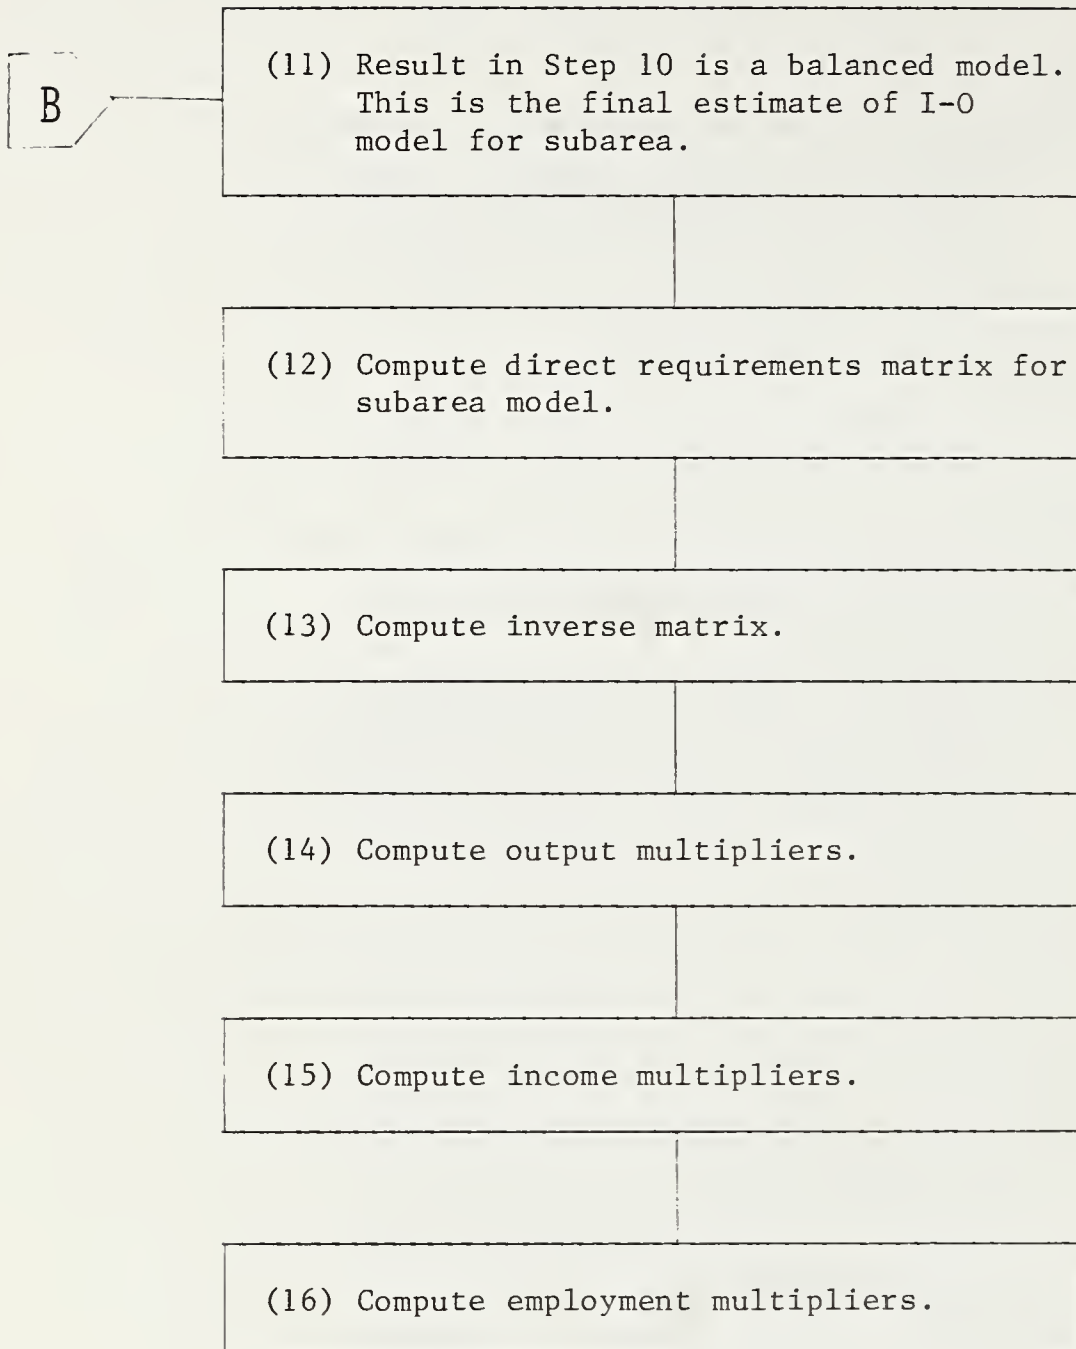 B
(11) Result in Step 10 is a balanced model.
This is the final estimate of I-O
model for subarea.
(12) Compute direct requirements matrix for
subarea model.
(13) Compute inverse matrix.
(14) Compute output multipliers.
(15) Compute income multipliers.
(16) Compute employment multipliers.